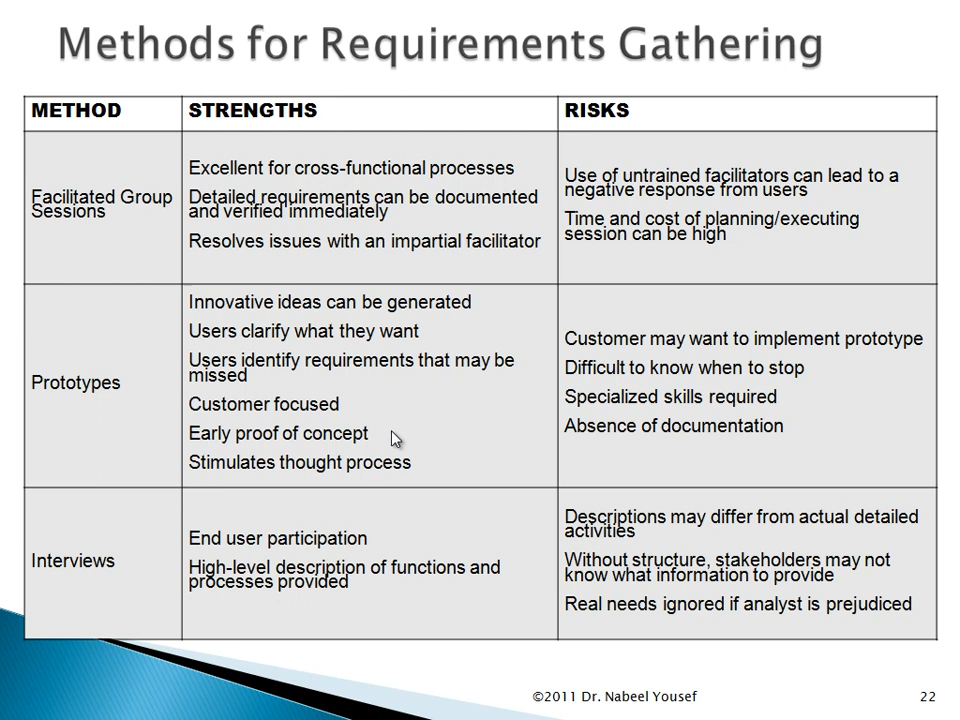 Methods for Requirements Gathering
METHOD
STRENGTHS
RISKS
Facilitated Group
Sessions
Excellent for cross-functional processes
Detailed requirements can be documented
and verified immediately
Resolves issues with an impartial facilitator
Use of untrained facilitators can lead to a
negative response from users
Time and cost of planning/executing
session can be high
Prototypes
Innovative ideas can be generated
Users clarify what they want
Users identify requirements that may be
missed
Customer focused
Early proof of concept
Stimulates thought process
Customer may want to implement prototype
Difficult to know when to stop
Specialized skills required
Absence of documentation
Interviews
End user participation
High-level description of functions and
processes provided
Descriptions may differ from actual detailed
activities
Without structure, stakeholders may not
know what information to provide
Real needs ignored if analyst is prejudiced
©2011 Dr. Nabeel Yousef
22